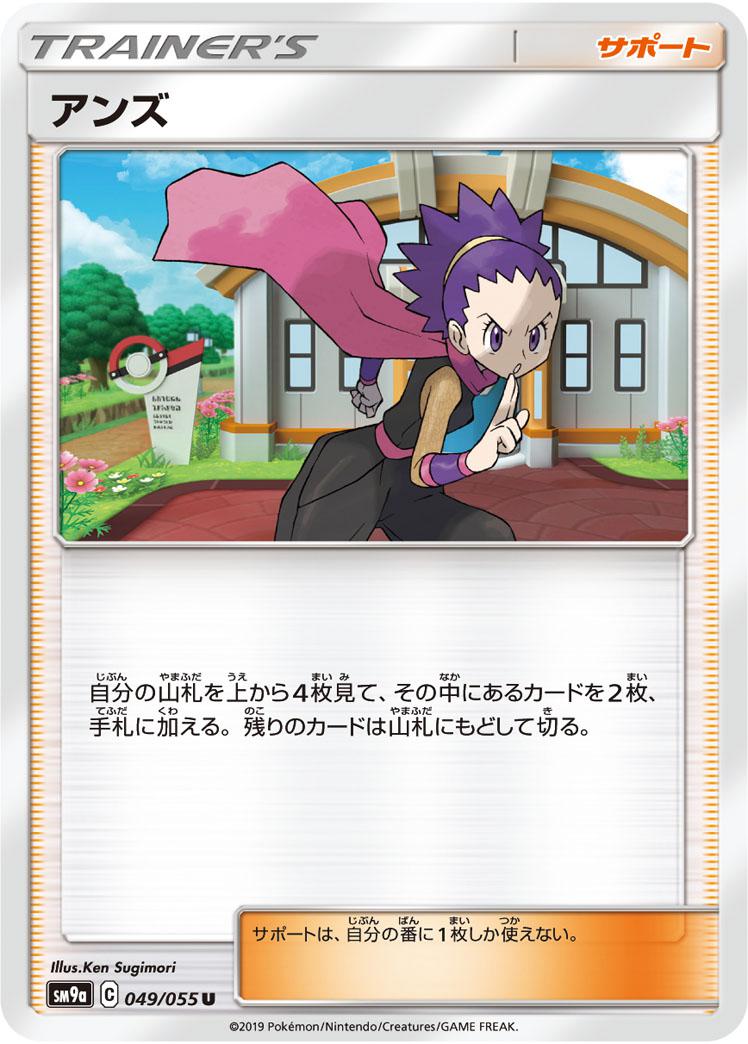 TRAINER'S
サポート
アンズ
自分の山札を上から4枚見て、その中にあるカードを2枚、
手札に加える。残りのカードは山札にもどして切る。
サポートは、自分の番に1枚しか使えない。
Illus.Ken Sugimori
SM9a C 049/055 U
©2019 Pokémon/Nintendo/Creatures/GAME FREAK.